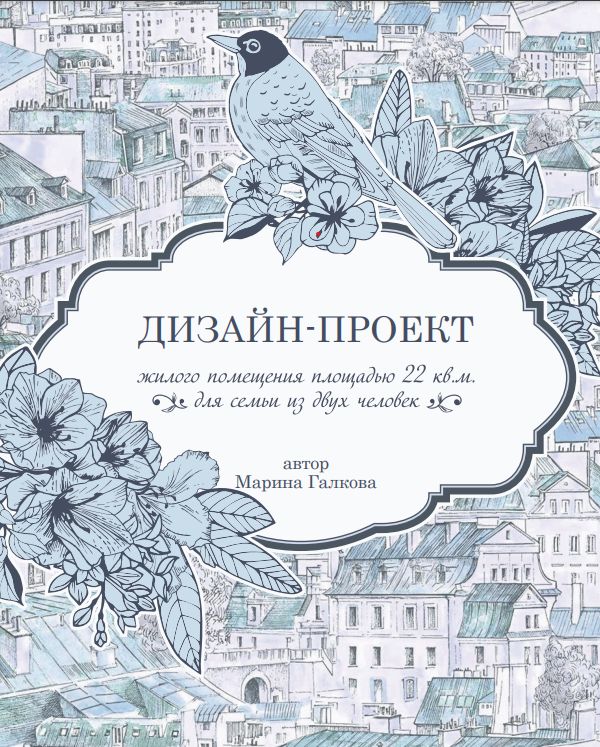 ДИЗАЙН-ПРОЕКТ
жилого помещения площадью 22 кв.м.
для семьи из двух человек
автор
Марина Галкова